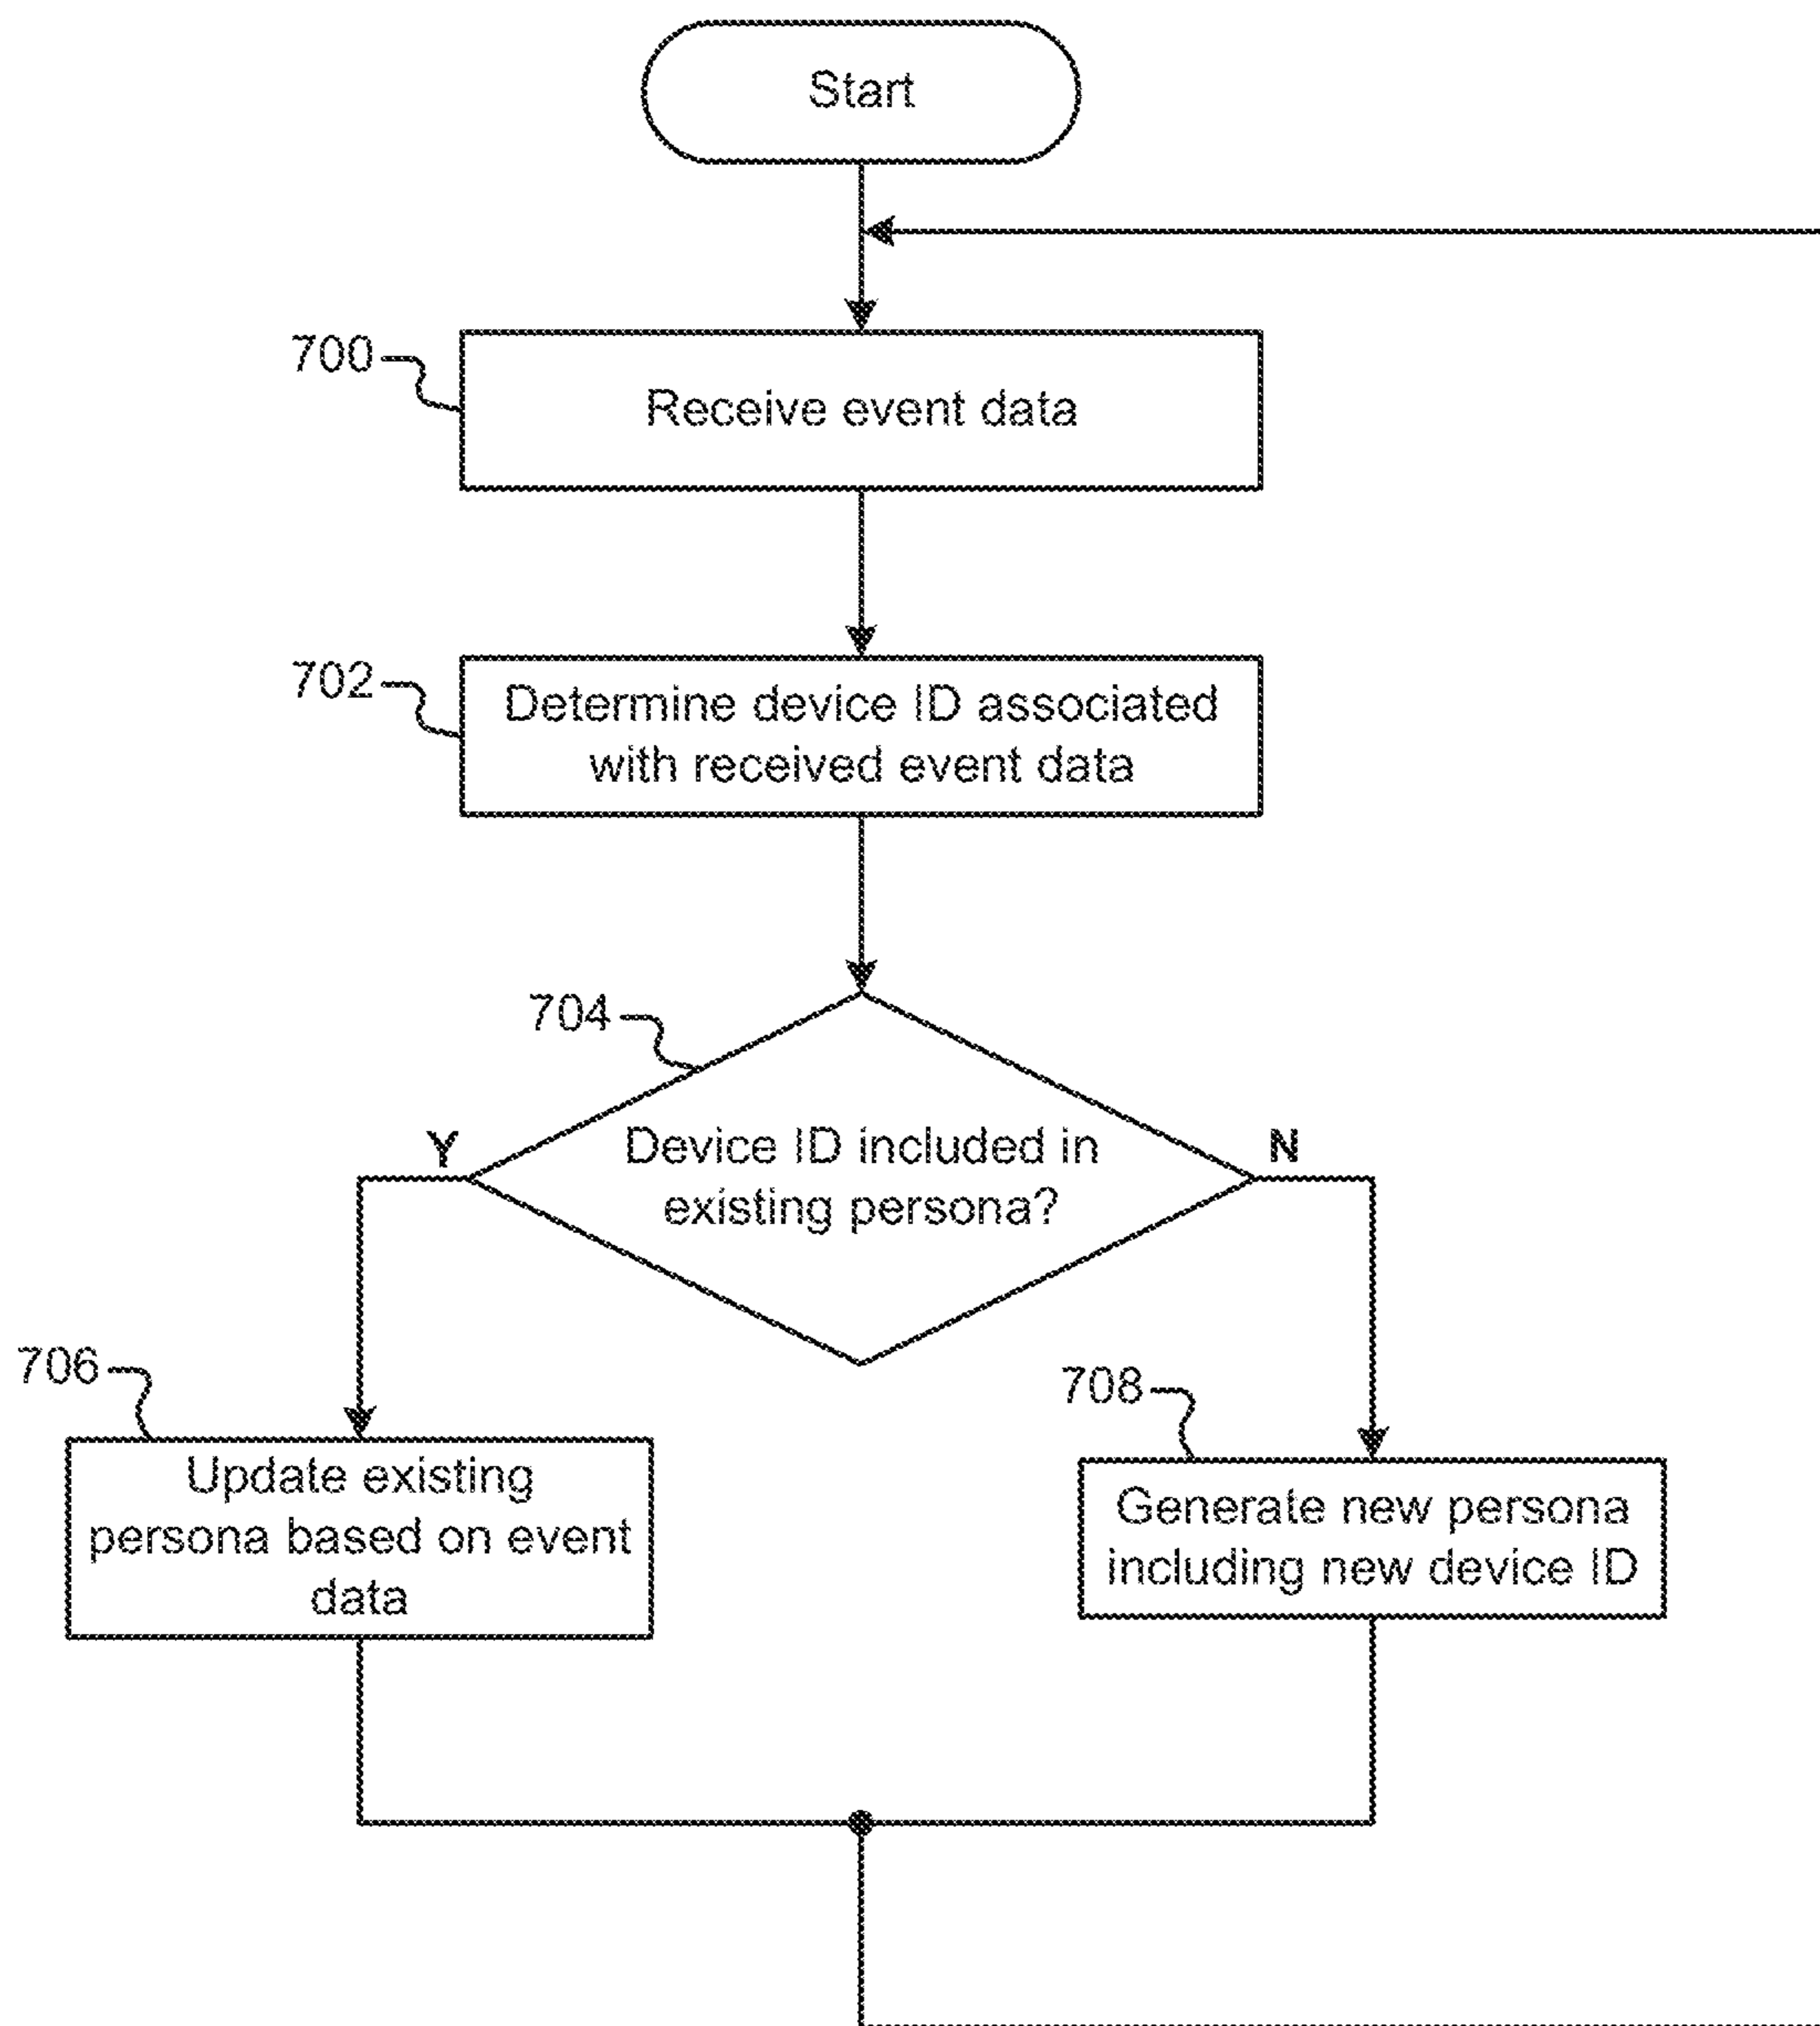 Start
700
Receive event data
702
Determine device ID associated
with received event data
704
Y
Device ID included in
existing persona?
N
706
Update existing
persona based on event
data
708
Generate new persona
including new device ID